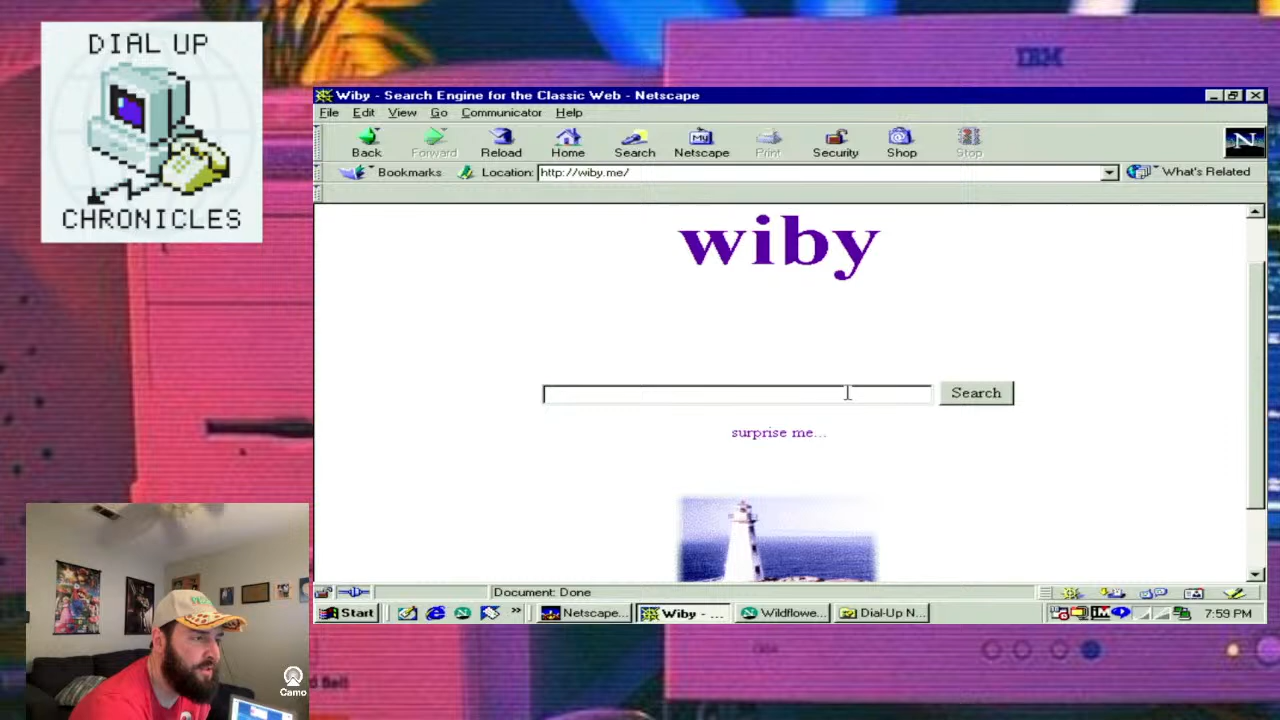 DIAL UP
CHRONICLES
IBM
Wiby - Search Engine for the Classic Web - Netscape
File Edit View Go Communicator Help
Back Forward Reload Home Search Netscape Print Security Shop Stop
My
N
Bookmarks Location: http://wiby.me/ What's Related
wiby
Search
surprise me...
Document: Done
Start Netscape... Wiby - ... Wildflowe... Dial-Up N... 7:59 PM
Camo
d Bell